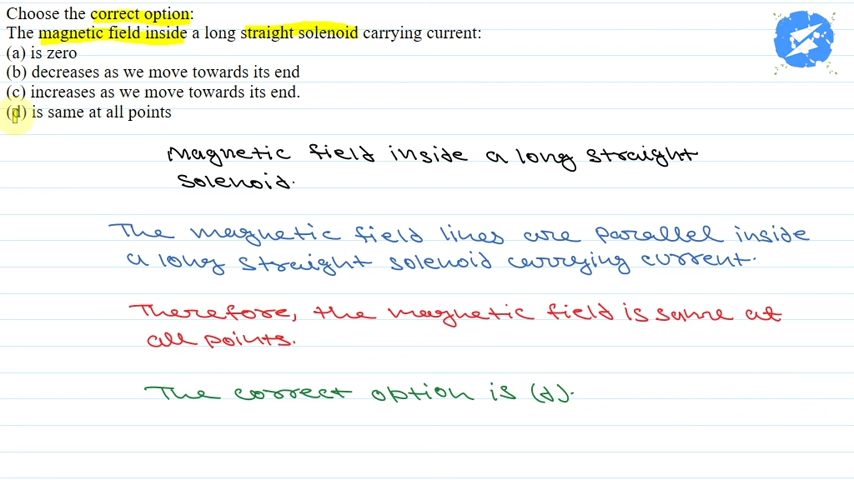 Choose the correct option:
The magnetic field inside a long straight solenoid carrying current:
(a) is zero
(b) decreases as we move towards its end
(c) increases as we move towards its end.
(d) is same at all points
Magnetic field inside a long straight
solenoid.
The magnetic field lines are parallel inside
a long straight solenoid carrying current.
Therefore, the magnetic field is same at
all points.
The correct option is (d).